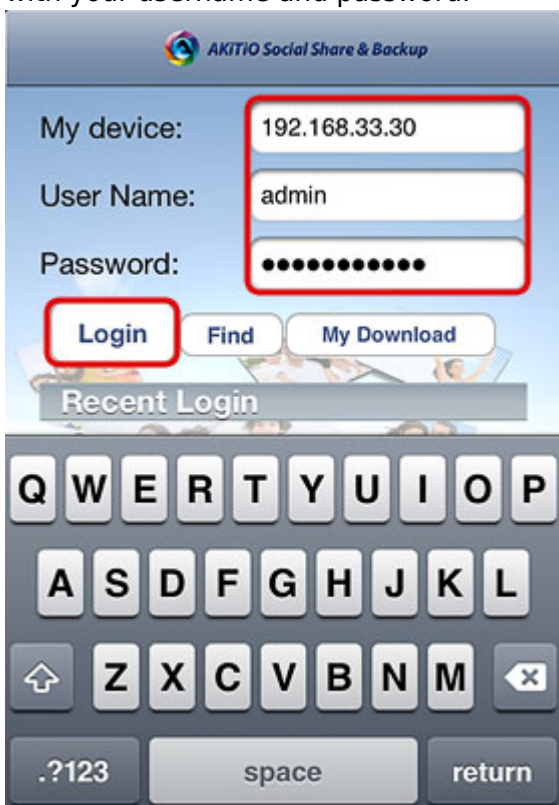 with your username and password.
AKiTiO Social Share & Backup
My device: 192.168.33.30
User Name: admin
Password: ●●●●●●●●●●●
Login Find My Download
Recent Login
Q W E R T Y U I O P
A S D F G H J K L
Z X C V B N M
.?123 space return